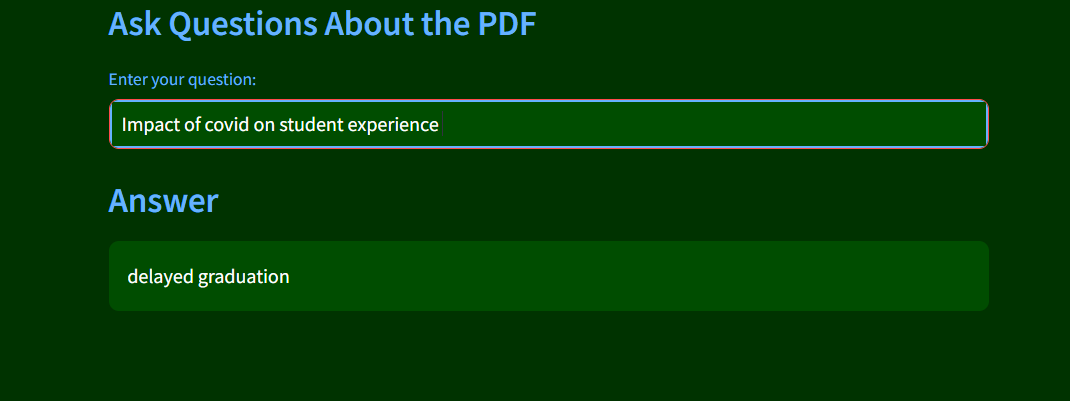 Ask Questions About the PDF
Enter your question:
Impact of covid on student experience
Answer
delayed graduation